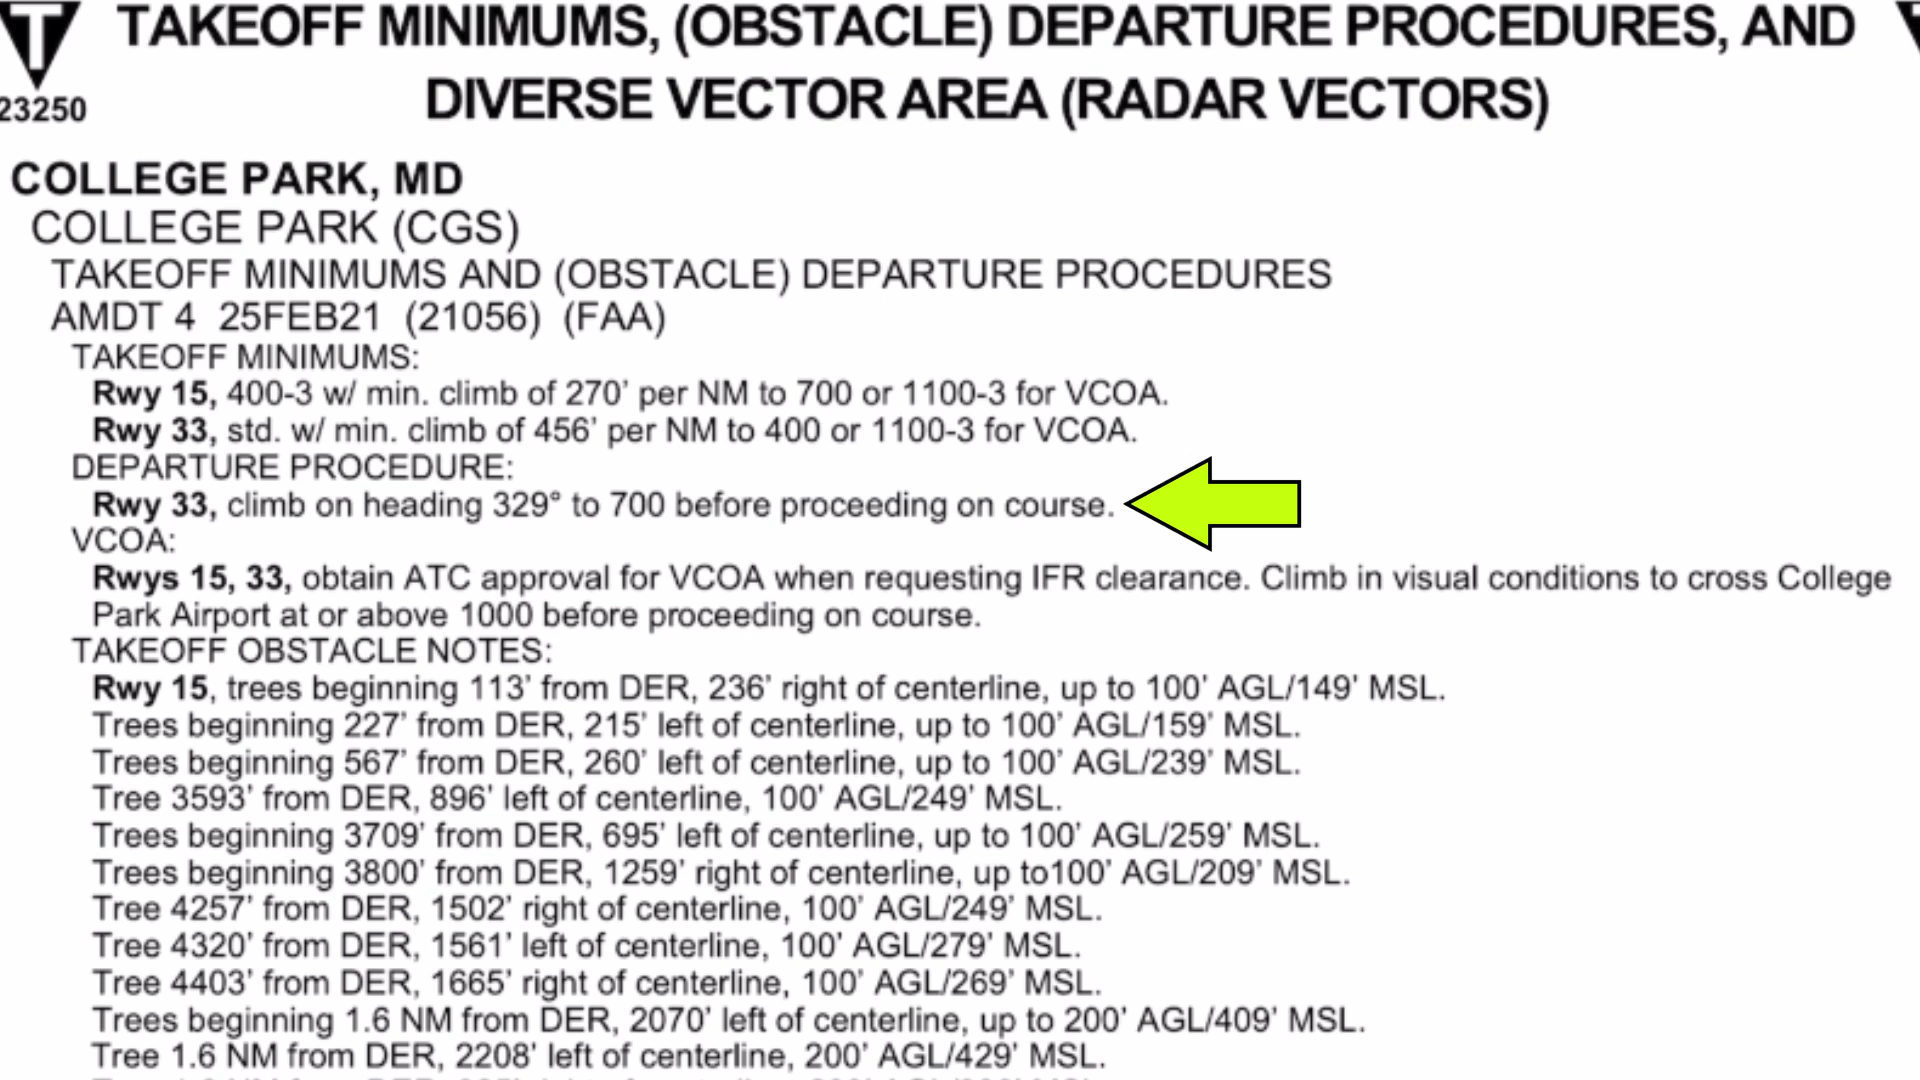 T
TAKEOFF MINIMUMS, (OBSTACLE) DEPARTURE PROCEDURES, AND
DIVERSE VECTOR AREA (RADAR VECTORS)
23250
COLLEGE PARK, MD
COLLEGE PARK (CGS)
TAKEOFF MINIMUMS AND (OBSTACLE) DEPARTURE PROCEDURES
AMDT 4 25FEB21 (21056) (FAA)
TAKEOFF MINIMUMS:
Rwy 15, 400-3 w/ min. climb of 270' per NM to 700 or 1100-3 for VCOA.
Rwy 33, std. w/ min. climb of 456' per NM to 400 or 1100-3 for VCOA.
DEPARTURE PROCEDURE:
Rwy 33, climb on heading 329° to 700 before proceeding on course.
VCOA:
Rwys 15, 33, obtain ATC approval for VCOA when requesting IFR clearance. Climb in visual conditions to cross College
Park Airport at or above 1000 before proceeding on course.
TAKEOFF OBSTACLE NOTES:
Rwy 15, trees beginning 113' from DER, 236' right of centerline, up to 100' AGL/149' MSL.
Trees beginning 227' from DER, 215' left of centerline, up to 100' AGL/159' MSL.
Trees beginning 567' from DER, 260' left of centerline, up to 100' AGL/239' MSL.
Tree 3593' from DER, 896' left of centerline, 100' AGL/249' MSL.
Trees beginning 3709' from DER, 695' left of centerline, up to 100' AGL/259' MSL.
Trees beginning 3800' from DER, 1259' right of centerline, up to100' AGL/209' MSL.
Tree 4257' from DER, 1502' right of centerline, 100' AGL/249' MSL.
Tree 4320' from DER, 1561' left of centerline, 100' AGL/279' MSL.
Tree 4403' from DER, 1665' right of centerline, 100' AGL/269' MSL.
Trees beginning 1.6 NM from DER, 2070' left of centerline, up to 200' AGL/409' MSL.
Tree 1.6 NM from DER, 2208' left of centerline, 200' AGL/429' MSL.